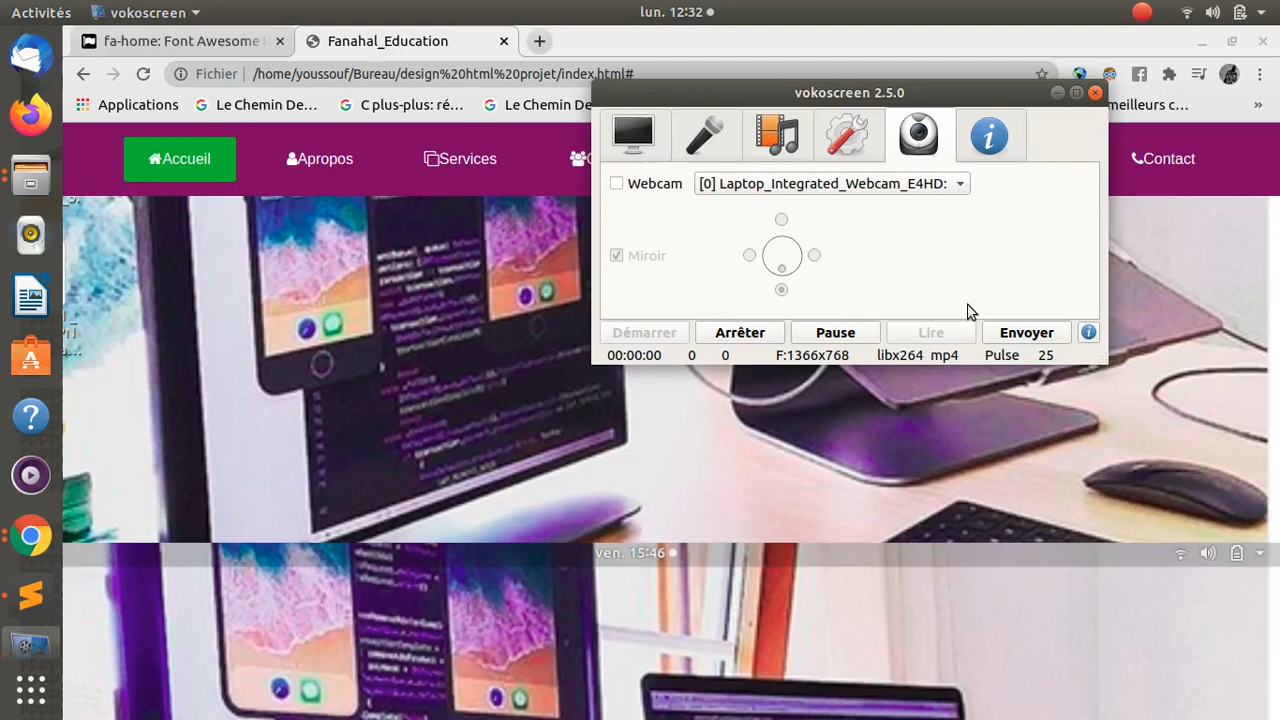 Activités
vokoscreen
lun. 12:32
fa-home: Font Awesome
Fanahal_Education
Fichier
/home/youssouf/Bureau/design%20html%20projet/index.html#
Applications
Le Chemin De…
C plus-plus: ré…
Le Chemin
meilleurs c…
»
vokoscreen 2.5.0
Accueil
Apropos
Services
Contact
Webcam
[0] Laptop_Integrated_Webcam_E4HD:
Miroir
Démarrer
Arrêter
Pause
Lire
Envoyer
00:00:00 0 0 F:1366x768 libx264 mp4 Pulse 25
ven. 15:46